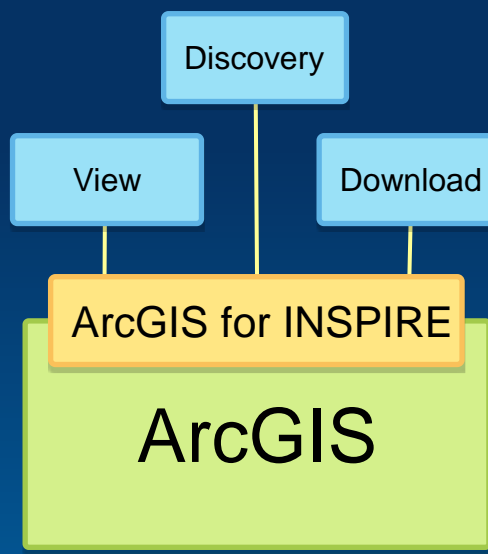 Discovery
View
Download
ArcGIS for INSPIRE
ArcGIS